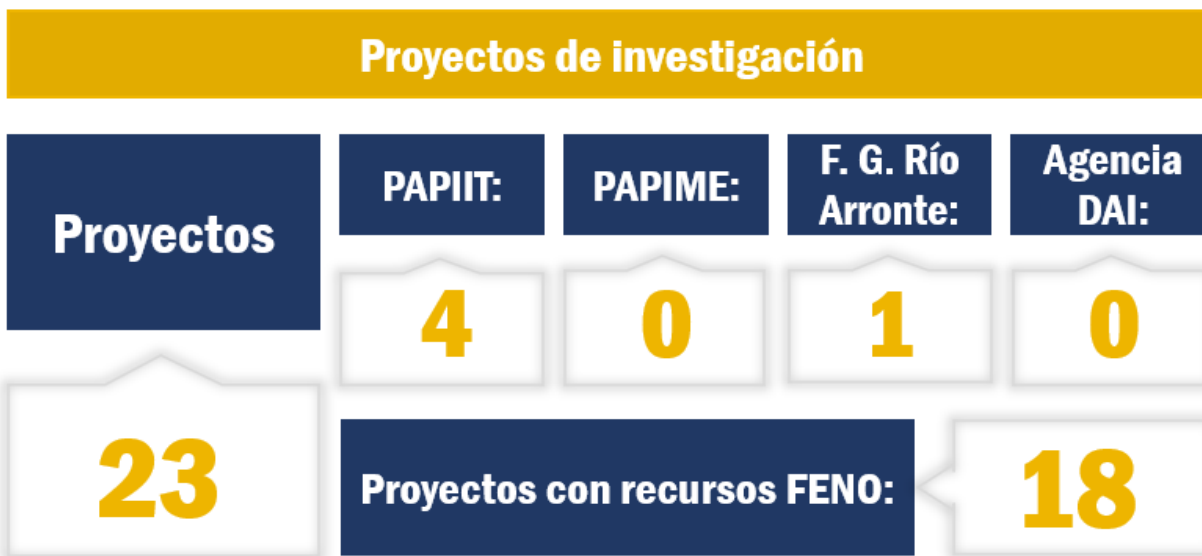 Proyectos de investigación
Proyectos
23
PAPIIT:
4
PAPIME:
0
F. G. Río
Arronte:
1
Agencia
DAI:
0
Proyectos con recursos FENO:
18